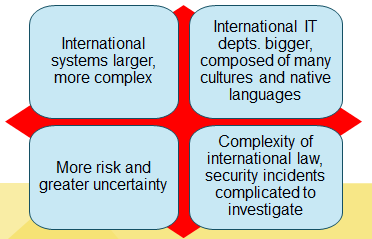 International
systems larger,
more complex
International IT
depts. bigger,
composed of many
cultures and native
languages
More risk and
greater uncertainty
Complexity of
international law,
security incidents
complicated to
investigate